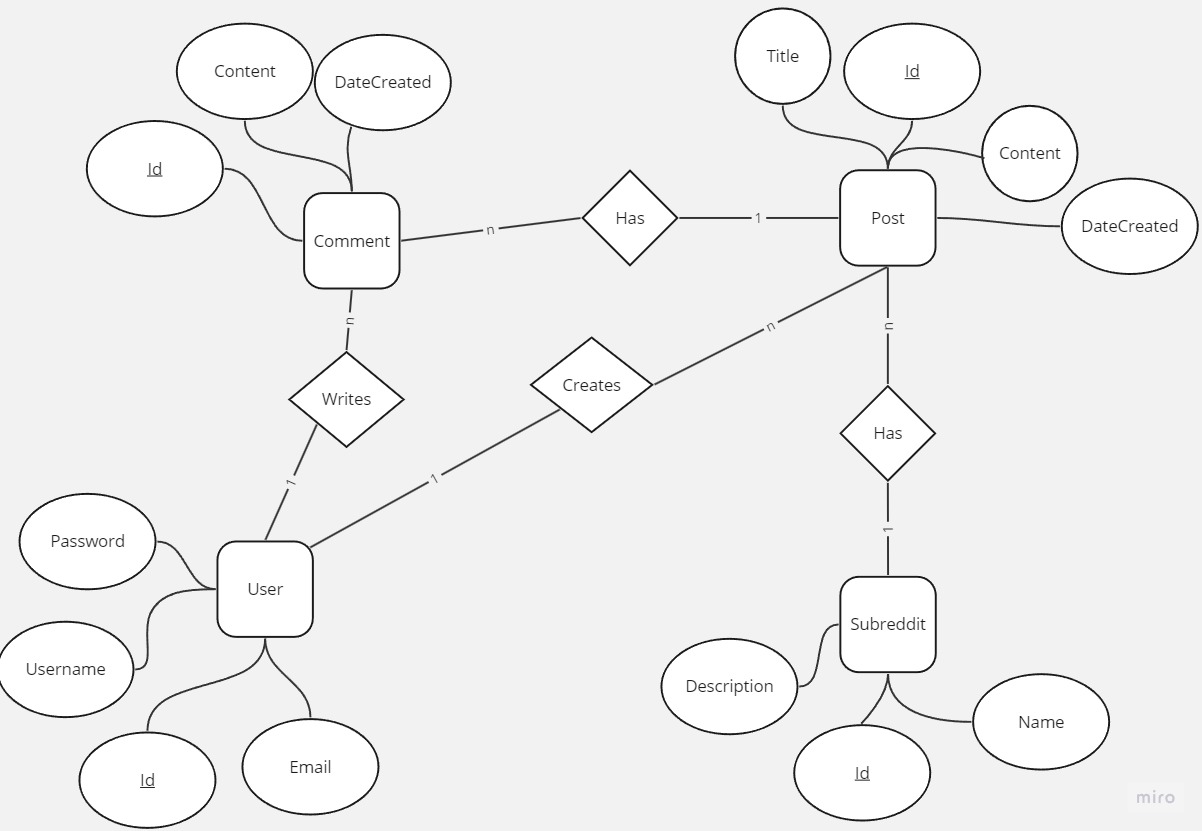 Title
Content
Id
DateCreated
Content
Id
DateCreated
Comment
n
Has
1
Post
n
n
n
Writes
Creates
Has
1
1
1
Password
User
Subreddit
Username
Description
Name
Id
Email
Id
miro